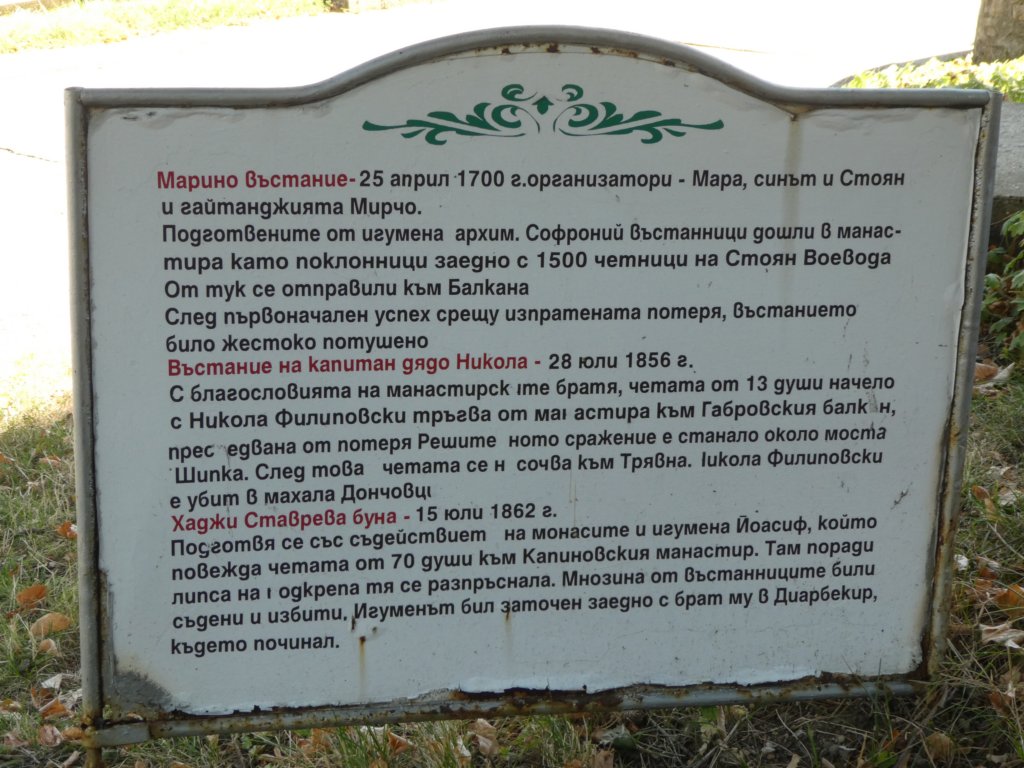 Марино въстание- 25 април 1700 г.организатори - Мара, синът и Стоян
и гайтанджията Мирчо.
Подготвените от игумена архим. Софроний въстанници дошли в манас-
тира като поклонници заедно с 1500 четници на Стоян Воевода
От тук се отправили към Балкана
След първоначален успех срещу изпратената потеря, въстанието
било жестоко потушено
Въстание на капитан дядо Никола - 28 юли 1856 г.
С благословията на манастирск ите братя, четата от 13 души начело
с Никола Филиповски тръгва от манастира към Габровския балк н,
прес едвана от потеря Решите ното сражение е станало около моста
Шипка. След това четата се н сочва към Трявна. Никола Филиповски
е убит в махала Дончовци
Хаджи Ставрева буна - 15 юли 1862 г.
Подготвя се със съдействиет на монасите и игумена Йоасиф, който
повежда четата от 70 души към Капиновския манастир. Там поради
липса на подкрепа тя се разпръснала. Мнозина от въстанниците били
съдени и избити. Игуменът бил заточен заедно с брат му в Диарбекир,
където починал.